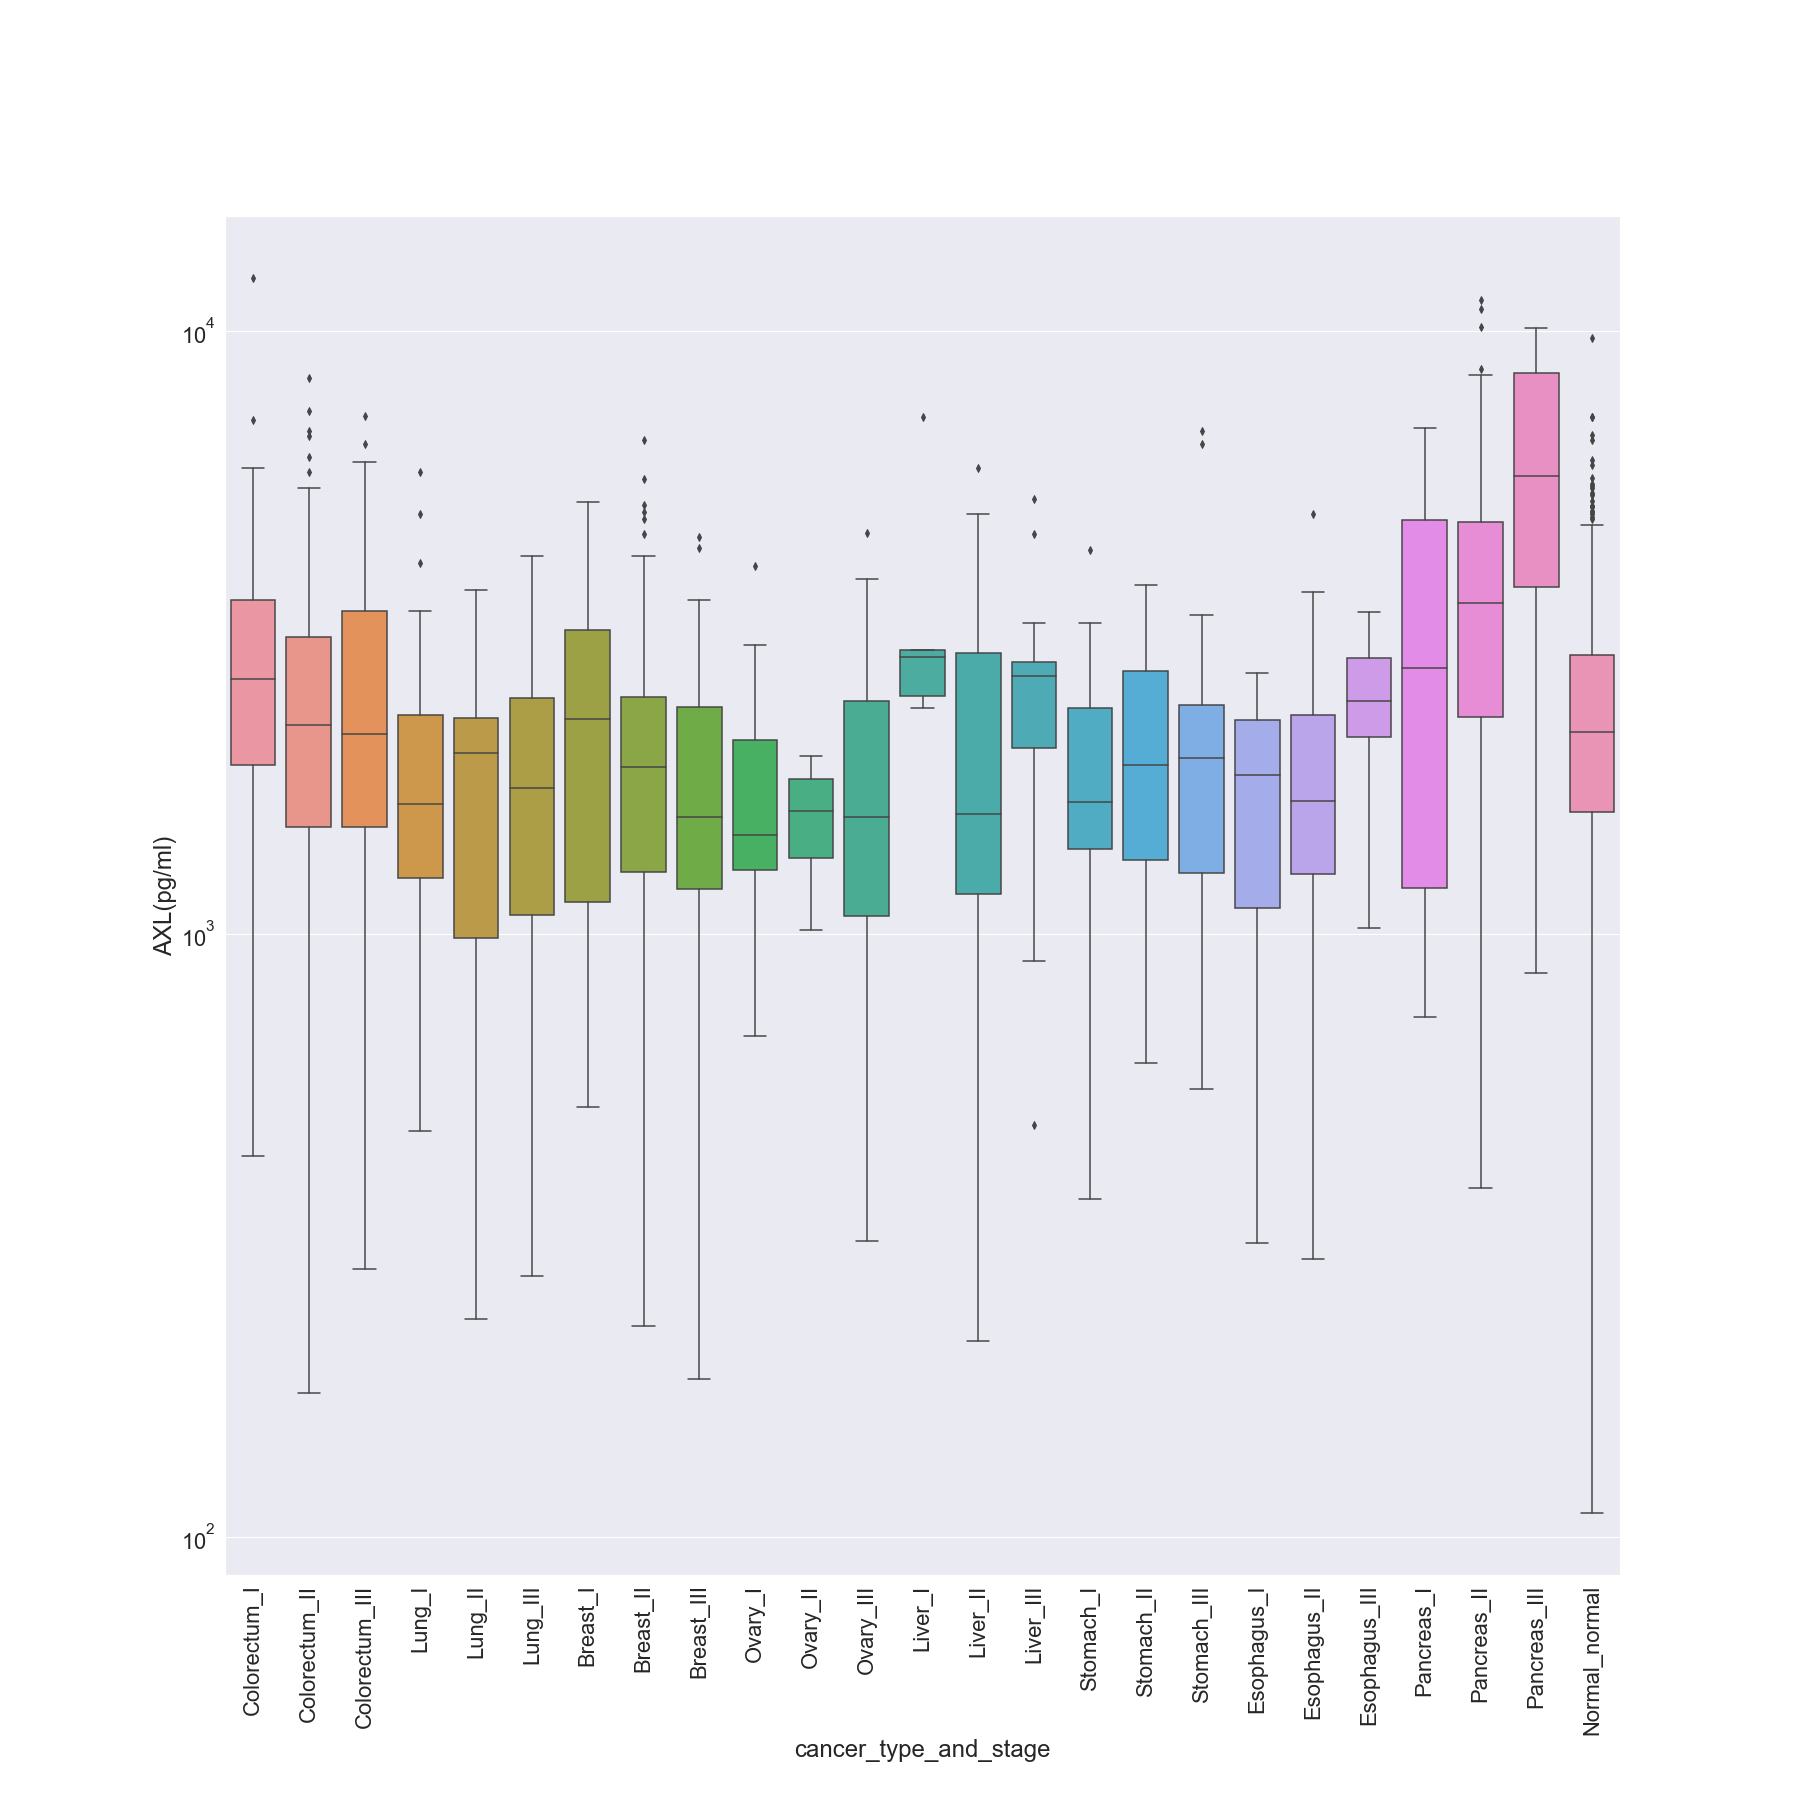 AXL(pg/ml)
10^4
10^3
10^2
Colorectum_I
Colorectum_II
Colorectum_III
Lung_I
Lung_II
Lung_III
Breast_I
Breast_II
Breast_III
Ovary_I
Ovary_II
Ovary_III
Liver_I
Liver_II
Liver_III
Stomach_I
Stomach_II
Stomach_III
Esophagus_I
Esophagus_II
Esophagus_III
Pancreas_I
Pancreas_II
Pancreas_III
Normal_normal
cancer_type_and_stage